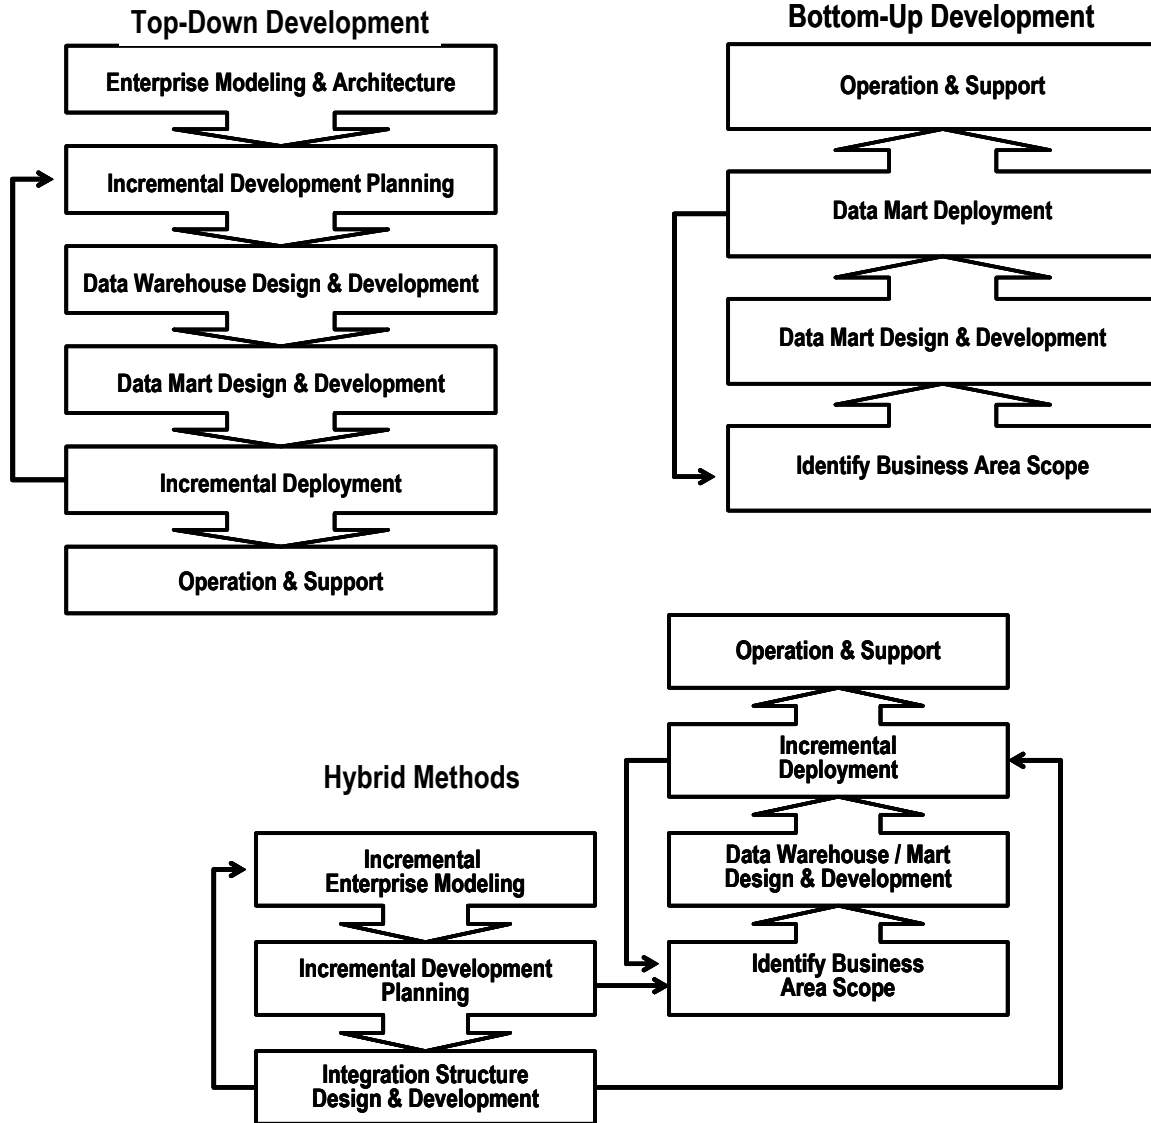 Top-Down Development
Enterprise Modeling & Architecture
Incremental Development Planning
Data Warehouse Design & Development
Data Mart Design & Development
Incremental Deployment
Operation & Support
Bottom-Up Development
Operation & Support
Data Mart Deployment
Data Mart Design & Development
Identify Business Area Scope
Hybrid Methods
Incremental
Enterprise Modeling
Incremental Development
Planning
Integration Structure
Design & Development
Operation & Support
Incremental
Deployment
Data Warehouse / Mart
Design & Development
Identify Business
Area Scope